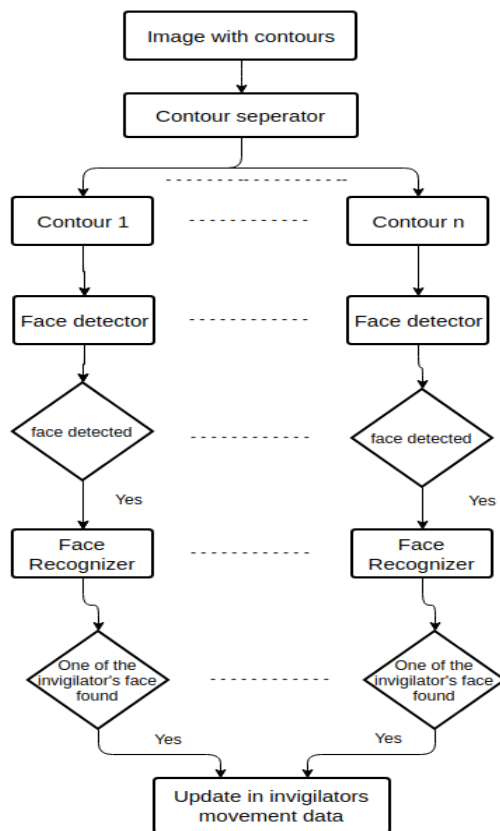 Image with contours
Contour seperator
Contour 1
Contour n
Face detector
Face detector
face detected
face detected
Yes
Yes
Face
Recognizer
Face
Recognizer
One of the
invigilator's face
found
One of the
invigilator's face
found
Yes
Yes
Update in invigilators
movement data